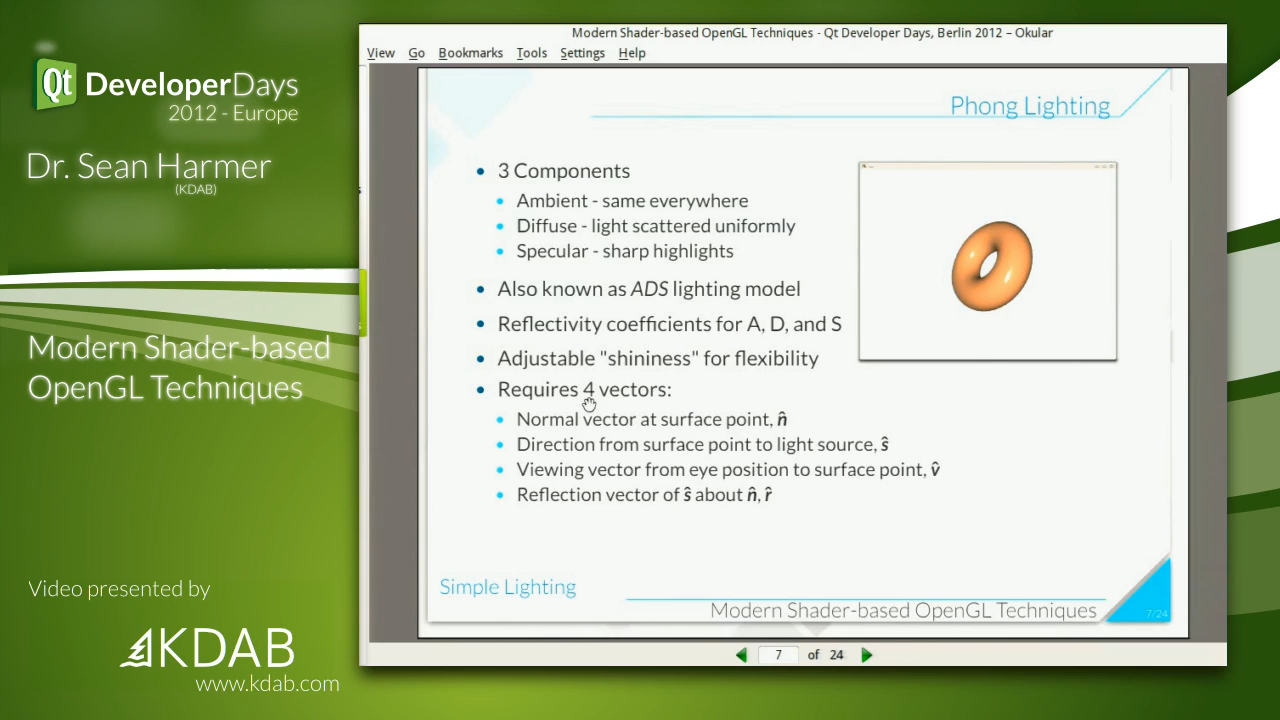 Qt DeveloperDays
2012 - Europe
Dr. Sean Harmer
(KDAB)
Modern Shader-based
OpenGL Techniques
Video presented by
KDAB
www.kdab.com
Modern Shader-based OpenGL Techniques - Qt Developer Days, Berlin 2012 – Okular
View Go Bookmarks Tools Settings Help
Phong Lighting
• 3 Components
• Ambient - same everywhere
• Diffuse - light scattered uniformly
• Specular - sharp highlights
• Also known as ADS lighting model
• Reflectivity coefficients for A, D, and S
• Adjustable "shininess" for flexibility
• Requires 4 vectors:
• Normal vector at surface point, n̂
• Direction from surface point to light source, ŝ
• Viewing vector from eye position to surface point, v̂
• Reflection vector of ŝ about n̂, r̂
Simple Lighting
Modern Shader-based OpenGL Techniques
7/24
7 of 24